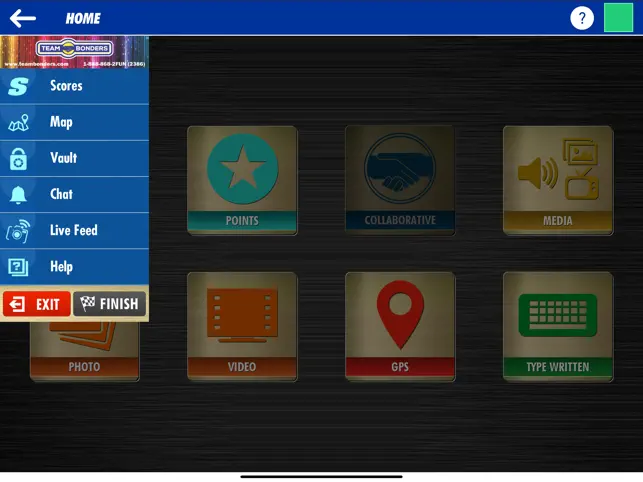 HOME
?
TEAM BONDERS
www.teambonders.com 1-888-868-2FUN (2386)
S Scores
Map
Vault
Chat
Live Feed
? Help
EXIT FINISH
POINTS COLLABORATIVE MEDIA
PHOTO VIDEO GPS TYPE WRITTEN